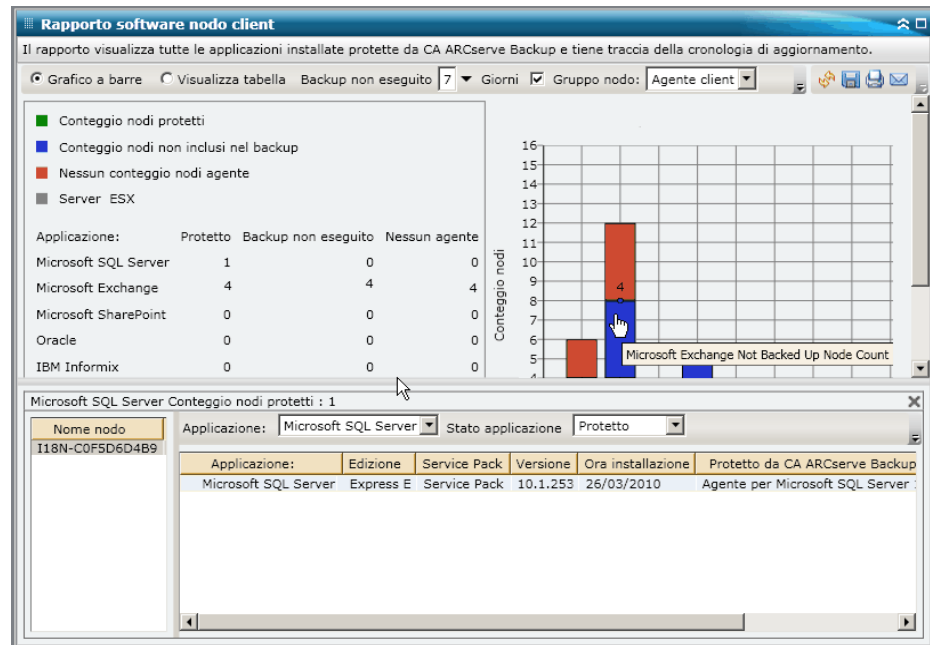 Rapporto software nodo client
Il rapporto visualizza tutte le applicazioni installate protette da CA ARCserve Backup e tiene traccia della cronologia di aggiornamento.
Grafico a barre Visualizza tabella Backup non eseguito 7 Giorni Gruppo nodo: Agente client
Conteggio nodi protetti
Conteggio nodi non inclusi nel backup
Nessun conteggio nodi agente
Server ESX
Applicazione: Protetto Backup non eseguito Nessun agente
Microsoft SQL Server 1 0 0
Microsoft Exchange 4 4 4
Microsoft SharePoint 0 0 0
Oracle 0 0 0
IBM Informix 0 0 0
Conteggio nodi
16
15
14
13
12
11
10
9
8
7
6
5
4
4
Microsoft Exchange Not Backed Up Node Count
Microsoft SQL Server Conteggio nodi protetti : 1
Nome nodo
I18N-C0F5D6D4B9
Applicazione: Microsoft SQL Server Stato applicazione Protetto
Applicazione: Edizione Service Pack Versione Ora installazione Protetto da CA ARCserve Backup
Microsoft SQL Server Express E Service Pack 10.1.253 26/03/2010 Agente per Microsoft SQL Server